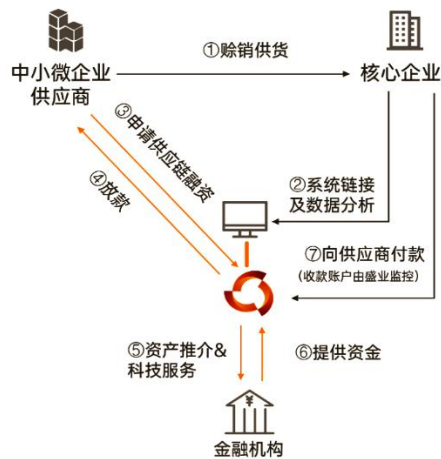 ①赊销供货
中小微企业
供应商
核心企业
③申请供应链融资
④放款
②系统链接
及数据分析
⑦向供应商付款
(收款账户由盛业监控)
⑤资产推介&
科技服务
⑥提供资金
¥
金融机构